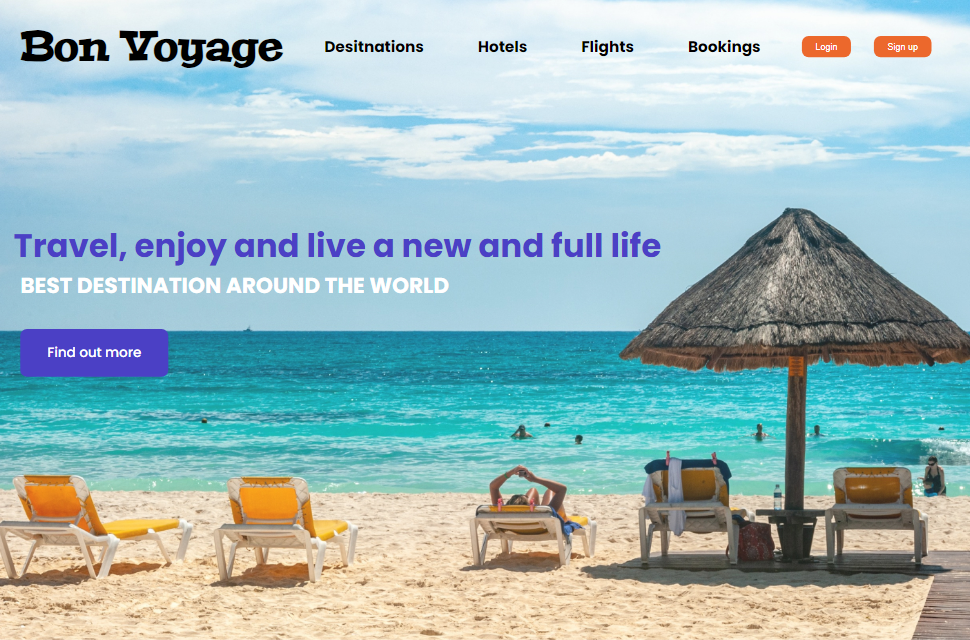 Bon Voyage
Desitnations
Hotels
Flights
Bookings
Login
Sign up
Travel, enjoy and live a new and full life
BEST DESTINATION AROUND THE WORLD
Find out more